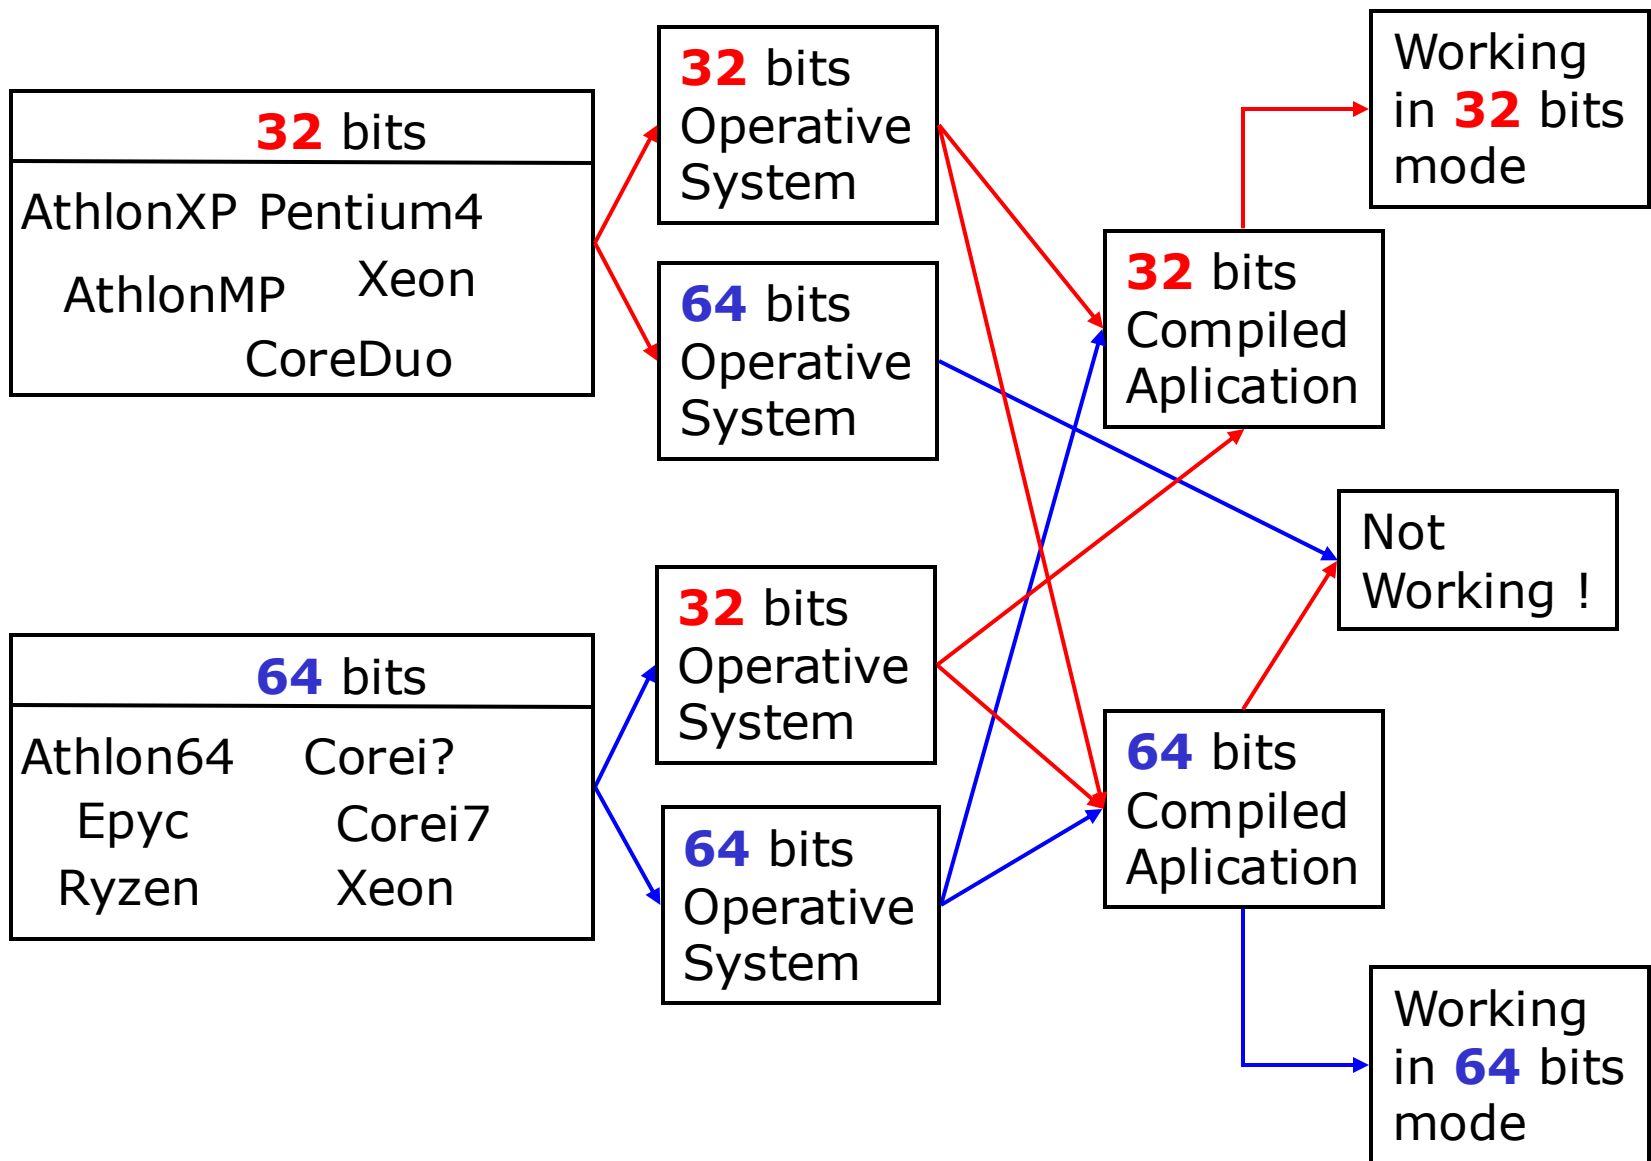 32 bits
AthlonXP Pentium4
AthlonMP Xeon
CoreDuo
32 bits
Operative
System
64 bits
Operative
System
64 bits
Athlon64 Corei?
Epyc Corei7
Ryzen Xeon
32 bits
Operative
System
64 bits
Operative
System
32 bits
Compiled
Aplication
64 bits
Compiled
Aplication
Working
in 32 bits
mode
Not
Working !
Working
in 64 bits
mode